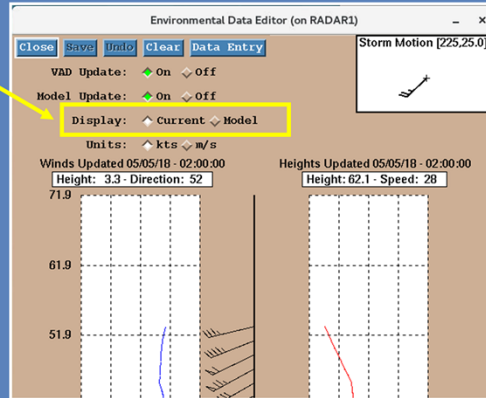 Environmental Data Editor (on RADAR1)
Close Save Undo Clear Data Entry
Storm Motion [225,25.0]
VAD Update: On Off
Model Update: On Off
Display: Current Model
Units: kts m/s
Winds Updated 05/05/18 - 02:00:00
Heights Updated 05/05/18 - 02:00:00
Height: 3.3 - Direction: 52
Height: 62.1 - Speed: 28
71.9
61.9
51.9